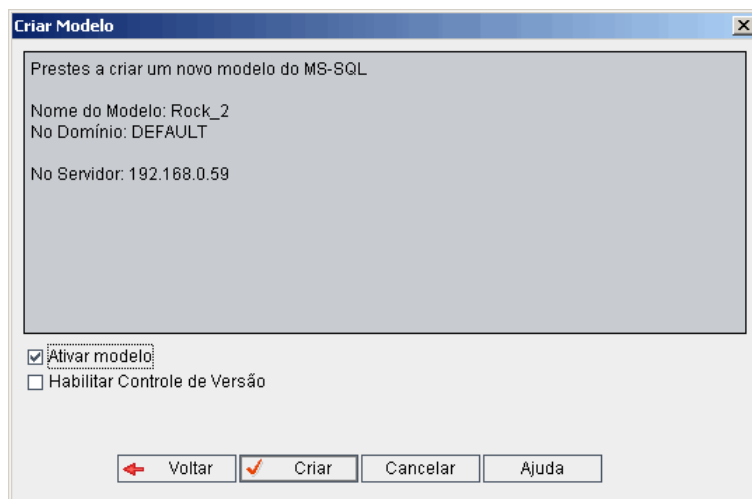 Criar Modelo
Prestes a criar um novo modelo do MS-SQL
Nome do Modelo: Rock_2
No Domínio: DEFAULT
No Servidor: 192.168.0.59
Ativar modelo
Habilitar Controle de Versão
Voltar Criar Cancelar Ajuda